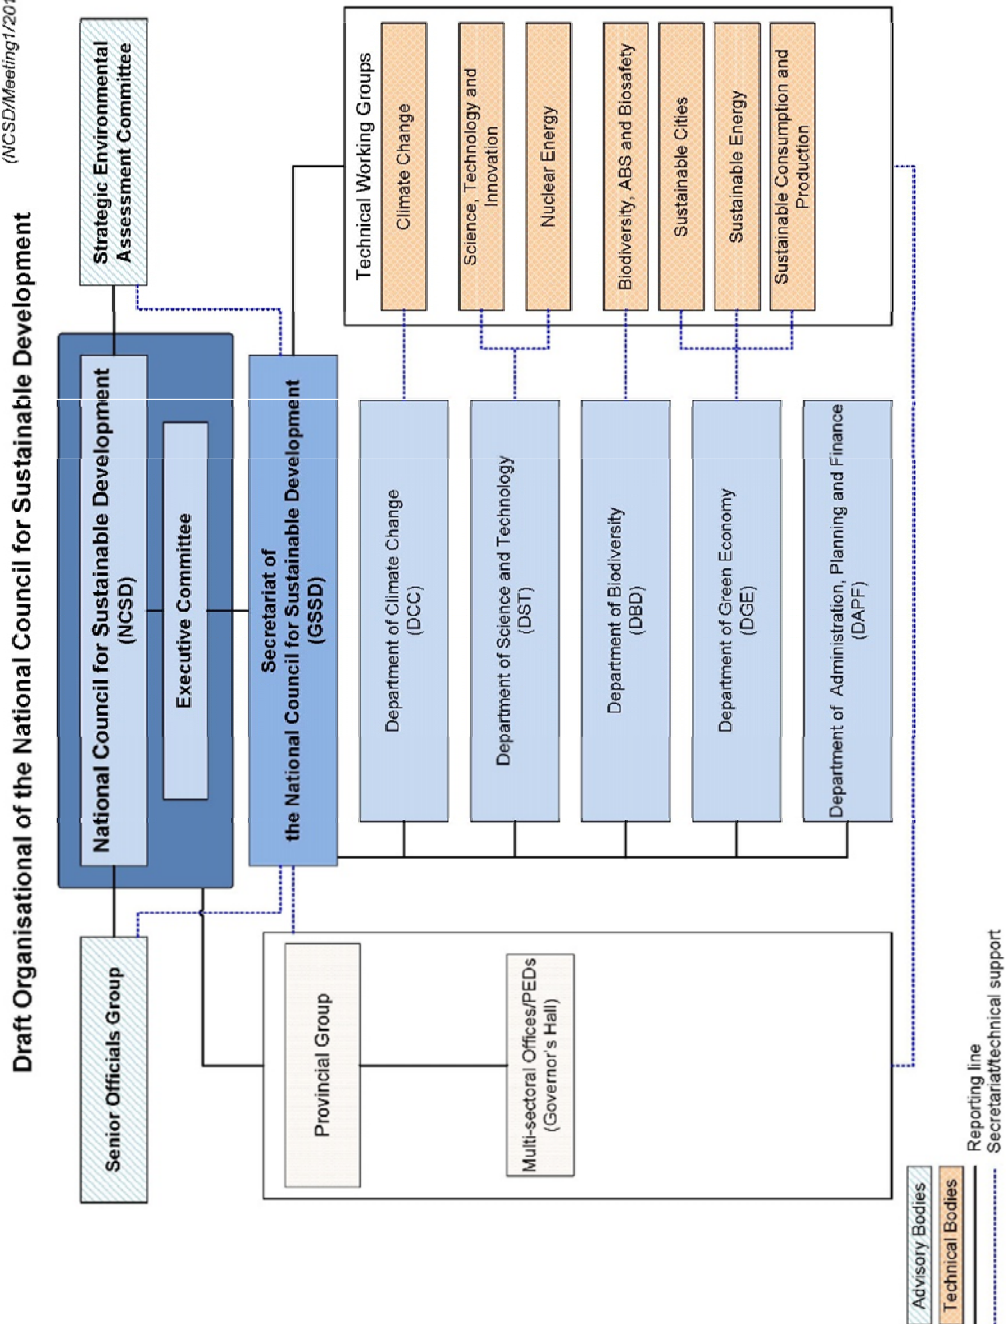 (NCSD/Meeting1/201
Draft Organisational of the National Council for Sustainable Development
Senior Officials Group
National Council for Sustainable Development
(NCSD)
Strategic Environmental
Assessment Committee
Executive Committee
Secretariat of
the National Council for Sustainable Development
(GSSD)
Provincial Group
Multi-sectoral Offices/PEDs
(Governor's Hall)
Department of Climate Change
(DCC)
Department of Science and Technology
(DST)
Department of Biodiversity
(DBD)
Department of Green Economy
(DGE)
Department of Administration, Planning and Finance
(DAPF)
Technical Working Groups
Climate Change
Science, Technology and
Innovation
Nuclear Energy
Biodiversity, ABS and Biosafety
Sustainable Cities
Sustainable Energy
Sustainable Consumption and
Production
Advisory Bodies
Technical Bodies
Reporting line
Secretariat/technical support